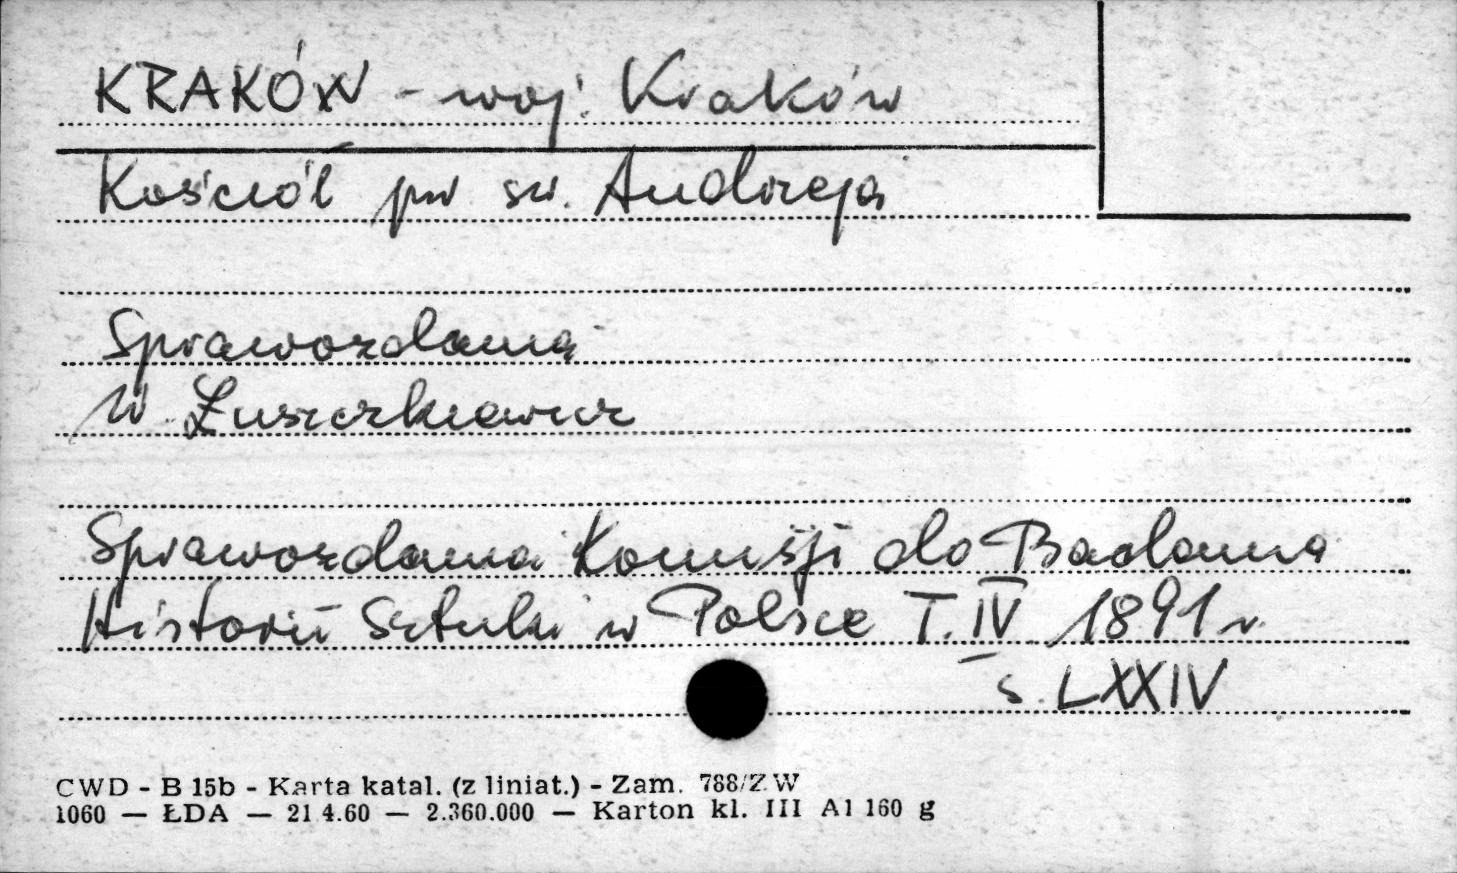 KRAKÓW - woj. Kraków
Kościół pw św. Andrzeja
Sprawozdania
W Łuszczkiewicz
Sprawozdania Komisji do Badania
Historii Sztuki w Polsce T. IV 1891 r.
s. LXXIV
CWD - B 15b - Karta katal. (z liniat.) - Zam. 788/ZW
1060 — ŁDA — 21 4.60 — 2.360.000 — Karton kl. III A1 160 g